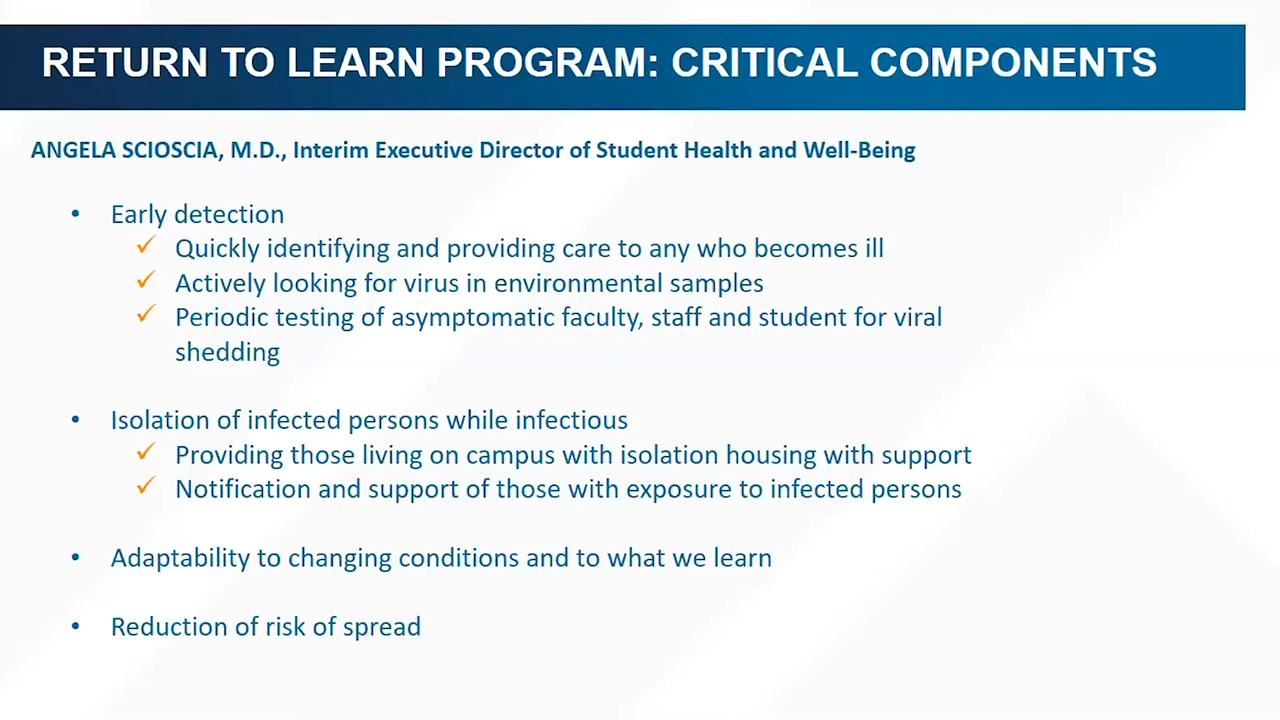 RETURN TO LEARN PROGRAM: CRITICAL COMPONENTS
ANGELA SCIOSCIA, M.D., Interim Executive Director of Student Health and Well-Being
• Early detection
✓ Quickly identifying and providing care to any who becomes ill
✓ Actively looking for virus in environmental samples
✓ Periodic testing of asymptomatic faculty, staff and student for viral
shedding
• Isolation of infected persons while infectious
✓ Providing those living on campus with isolation housing with support
✓ Notification and support of those with exposure to infected persons
• Adaptability to changing conditions and to what we learn
• Reduction of risk of spread